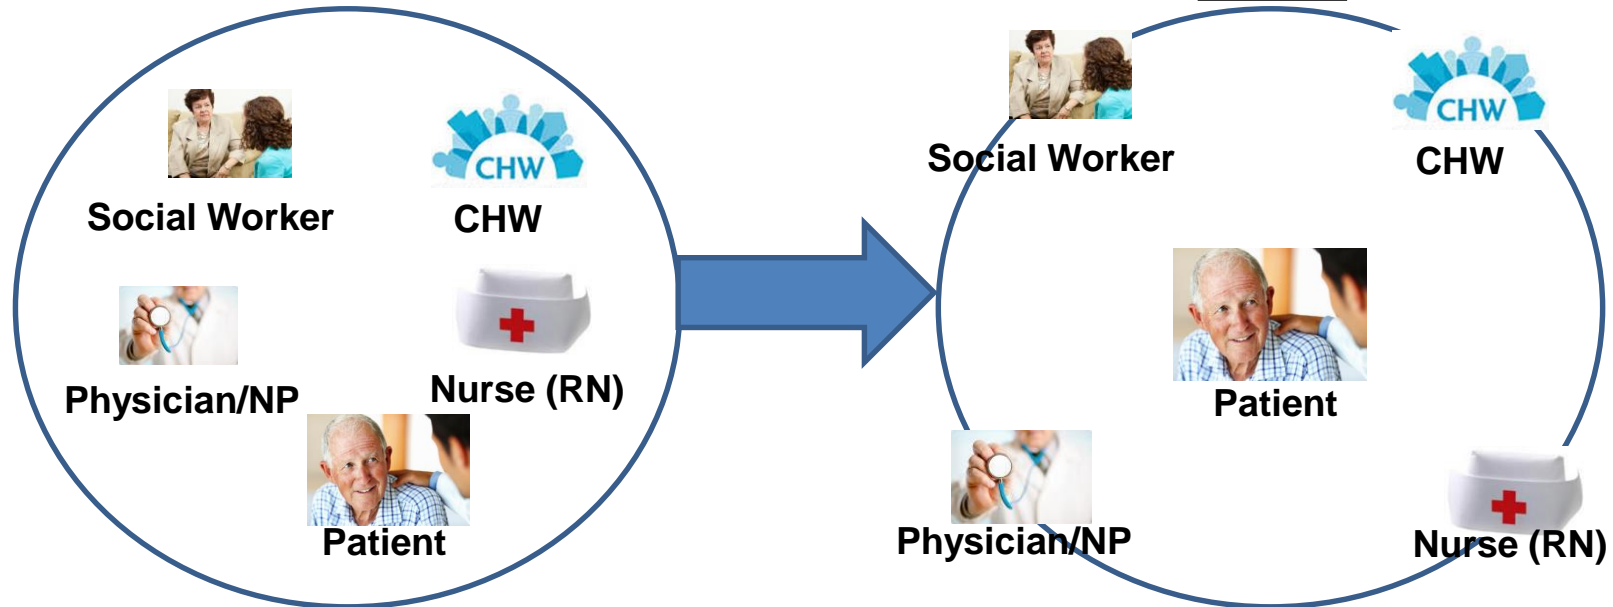 CHW
Social Worker
CHW
Physician/NP
Nurse (RN)
Patient
CHW
Social Worker
CHW
Patient
Physician/NP
Nurse (RN)